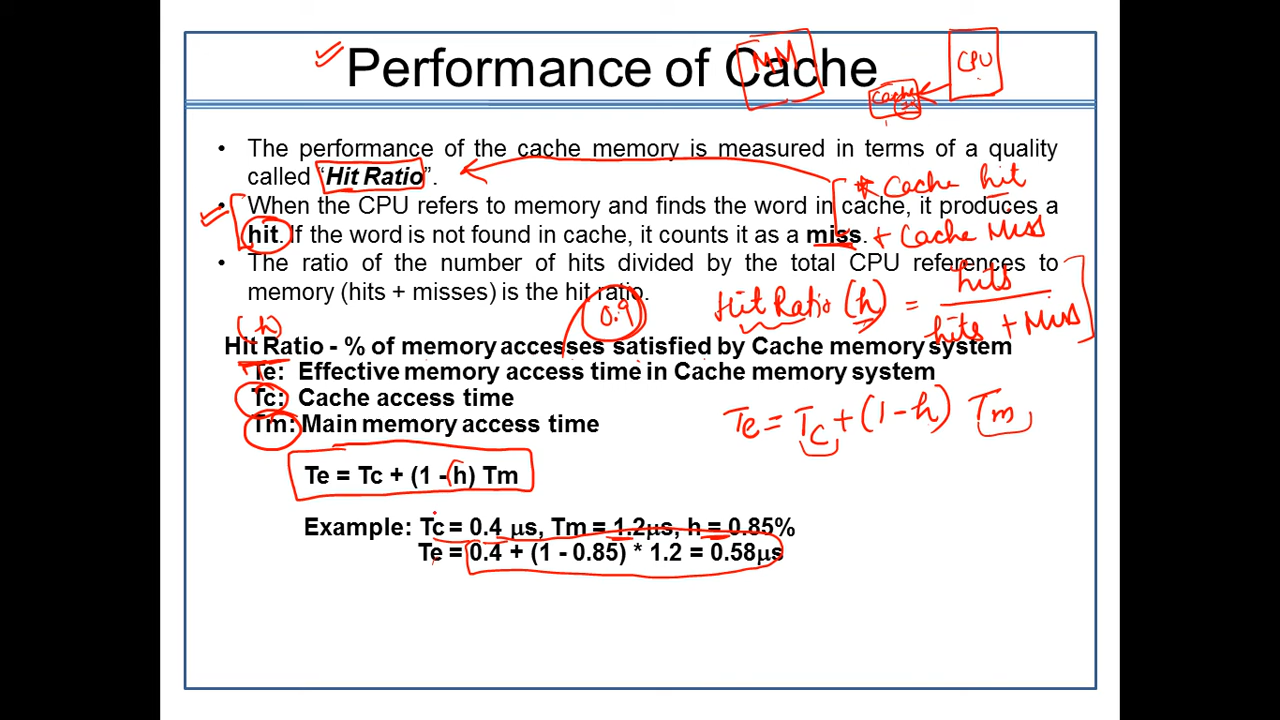 Performance of Cache
MM
CPU
Cache
• The performance of the cache memory is measured in terms of a quality
called "Hit Ratio".
* Cache hit
• When the CPU refers to memory and finds the word in cache, it produces a
hit. If the word is not found in cache, it counts it as a miss.
+ Cache Miss
• The ratio of the number of hits divided by the total CPU references to
memory (hits + misses) is the hit ratio.
Hit Ratio (h) = hits
hits + Miss
0.9
(h)
Hit Ratio - % of memory accesses satisfied by Cache memory system
Te: Effective memory access time in Cache memory system
Tc: Cache access time
Tm: Main memory access time
Te = Tc + (1-h) Tm
Te = Tc + (1 - h) Tm
Example: Tc = 0.4 μs, Tm = 1.2μs, h = 0.85%
Te = 0.4 + (1 - 0.85) * 1.2 = 0.58μs